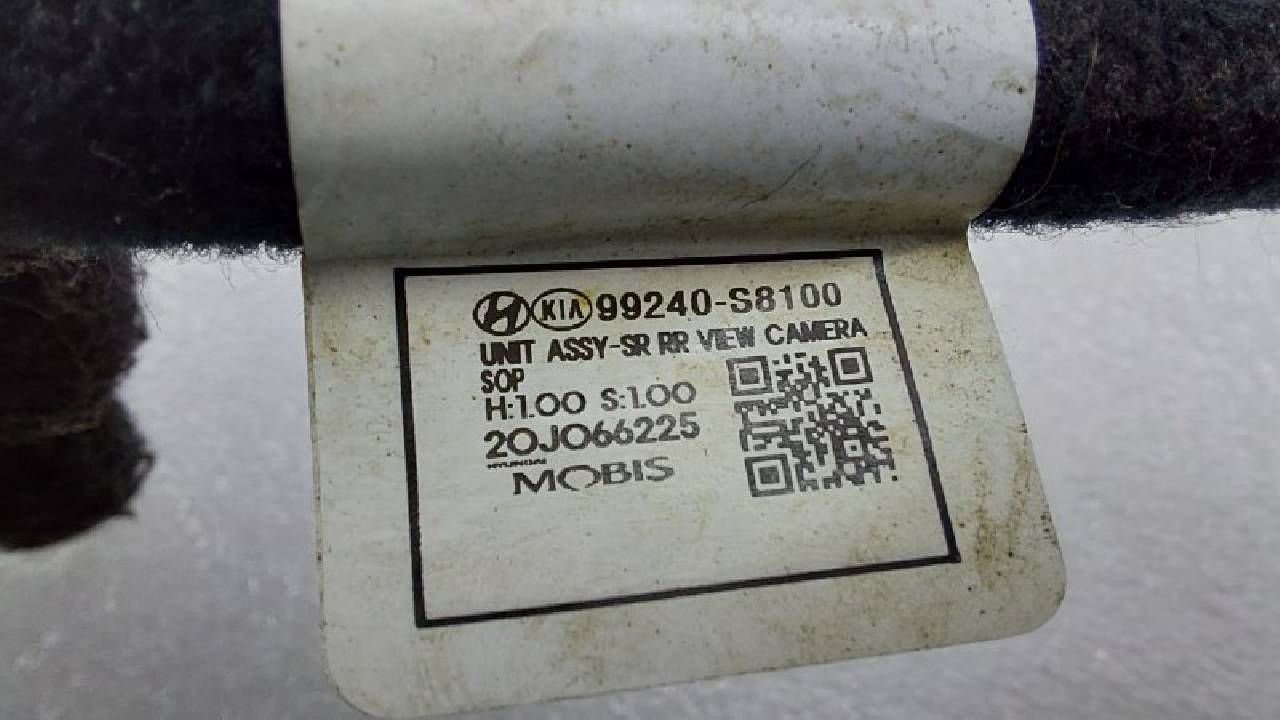 KIA 99240-S8100
UNIT ASSY-SR RR VIEW CAMERA
SOP
H:1.00 S:1.00
20J066225
HYUNDAI
MOBIS